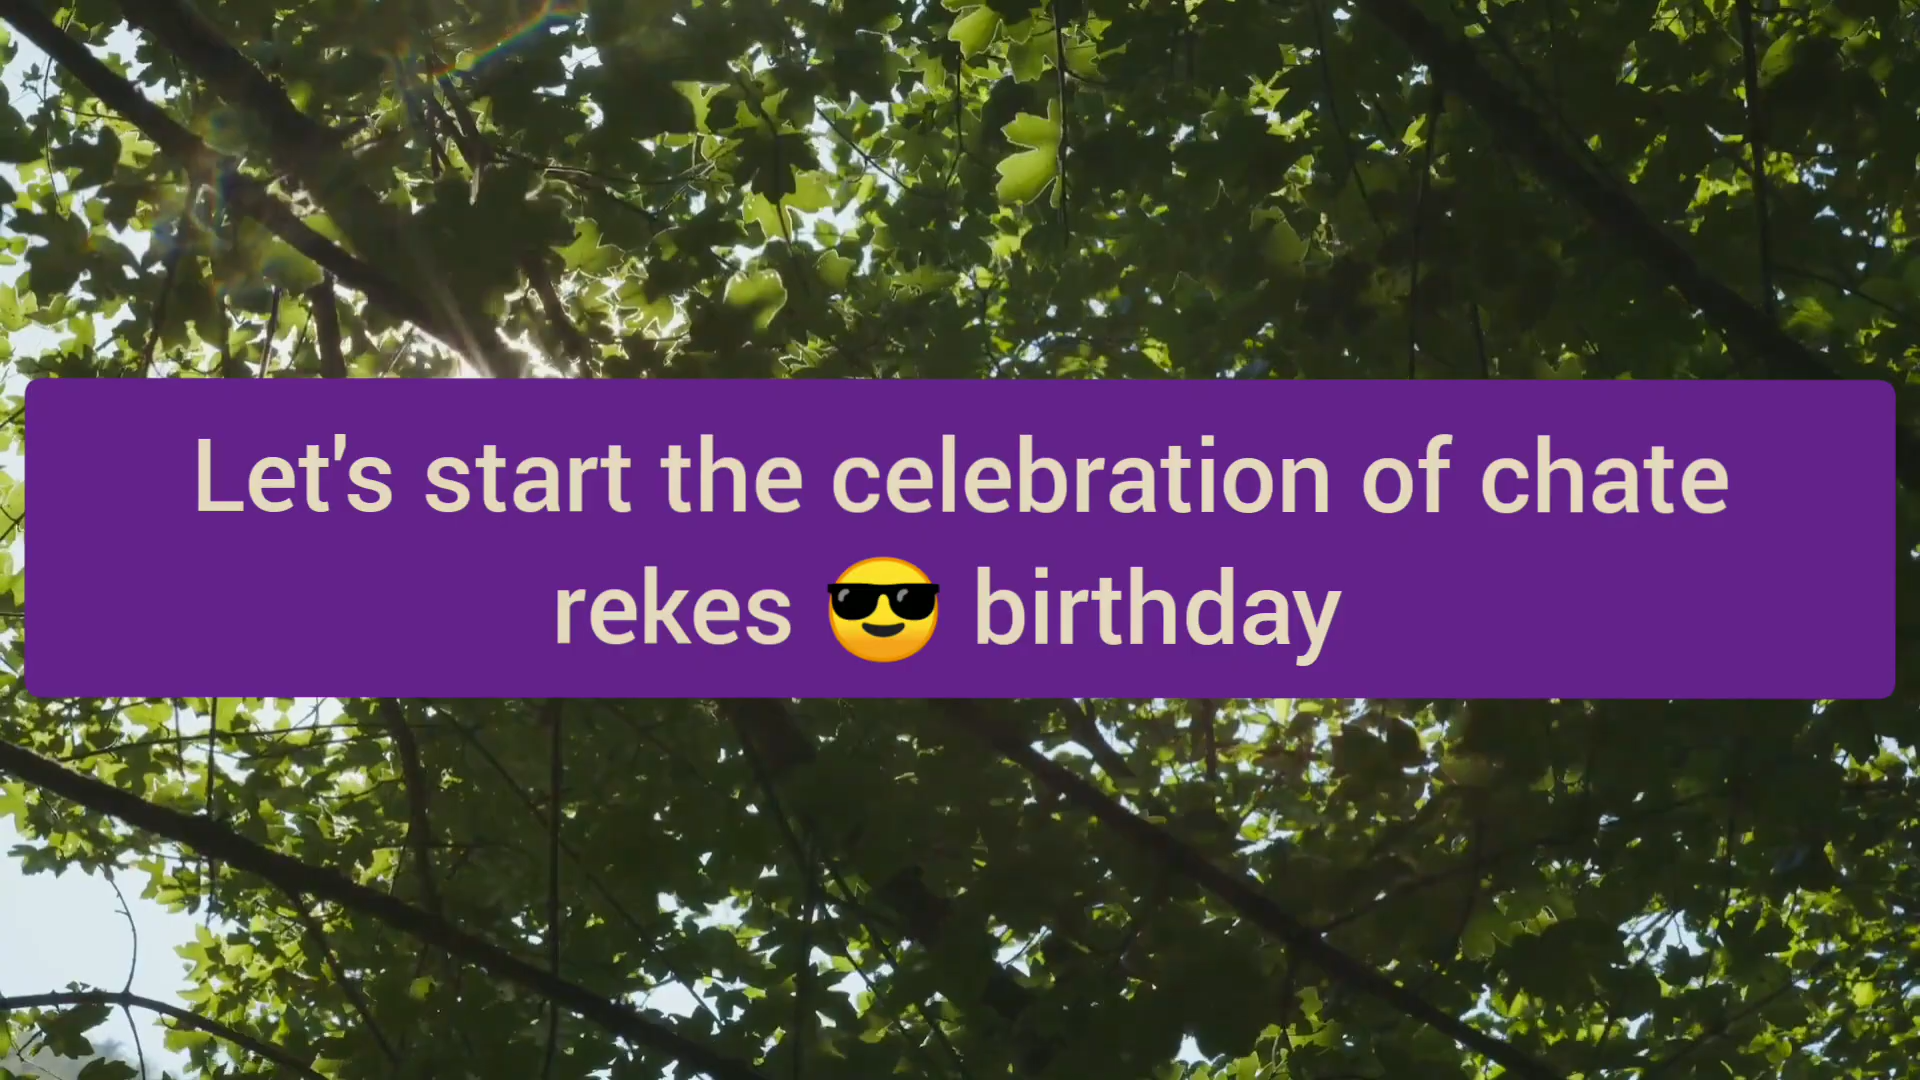 Let's start the celebration of chate
rekes 😎 birthday